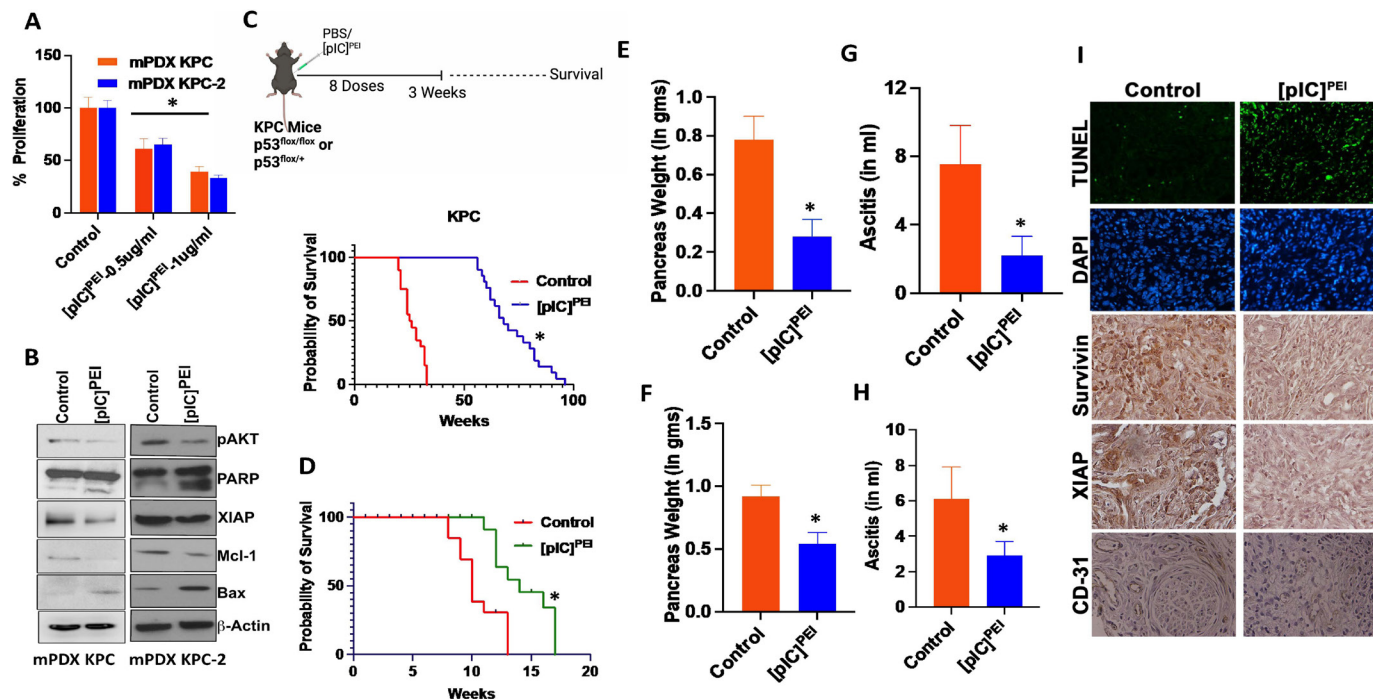 A
mPDX KPC
mPDX KPC-2
*
% Proliferation
150
100
50
0
Control
[pIC]PEI-0.5ug/ml
[pIC]PEI-1ug/ml
B
Control
[pIC]PEI
Control
[pIC]PEI
pAKT
PARP
XIAP
Mcl-1
Bax
β-Actin
mPDX KPC
mPDX KPC-2
C
PBS/
[pIC]PEI
8 Doses
3 Weeks
Survival
KPC Mice
p53flox/flox or
p53flox/+
KPC
Probability of Survival
100
50
0
Control
[pIC]PEI
*
0
50
100
Weeks
D
Probability of Survival
100
50
0
Control
[pIC]PEI
*
0
5
10
15
20
Weeks
E
Pancreas Weight (In gms)
1.0
0.8
0.6
0.4
0.2
0.0
*
Control
[pIC]PEI
F
Pancreas Weight (In gms)
1.5
1.0
0.5
0.0
*
Control
[pIC]PEI
G
Ascitis (in ml)
12
9
6
3
0
*
Control
[pIC]PEI
H
Ascitis (in ml)
10
8
6
4
2
0
*
Control
[pIC]PEI
I
Control
[pIC]PEI
TUNEL
DAPI
Survivin
XIAP
CD-31